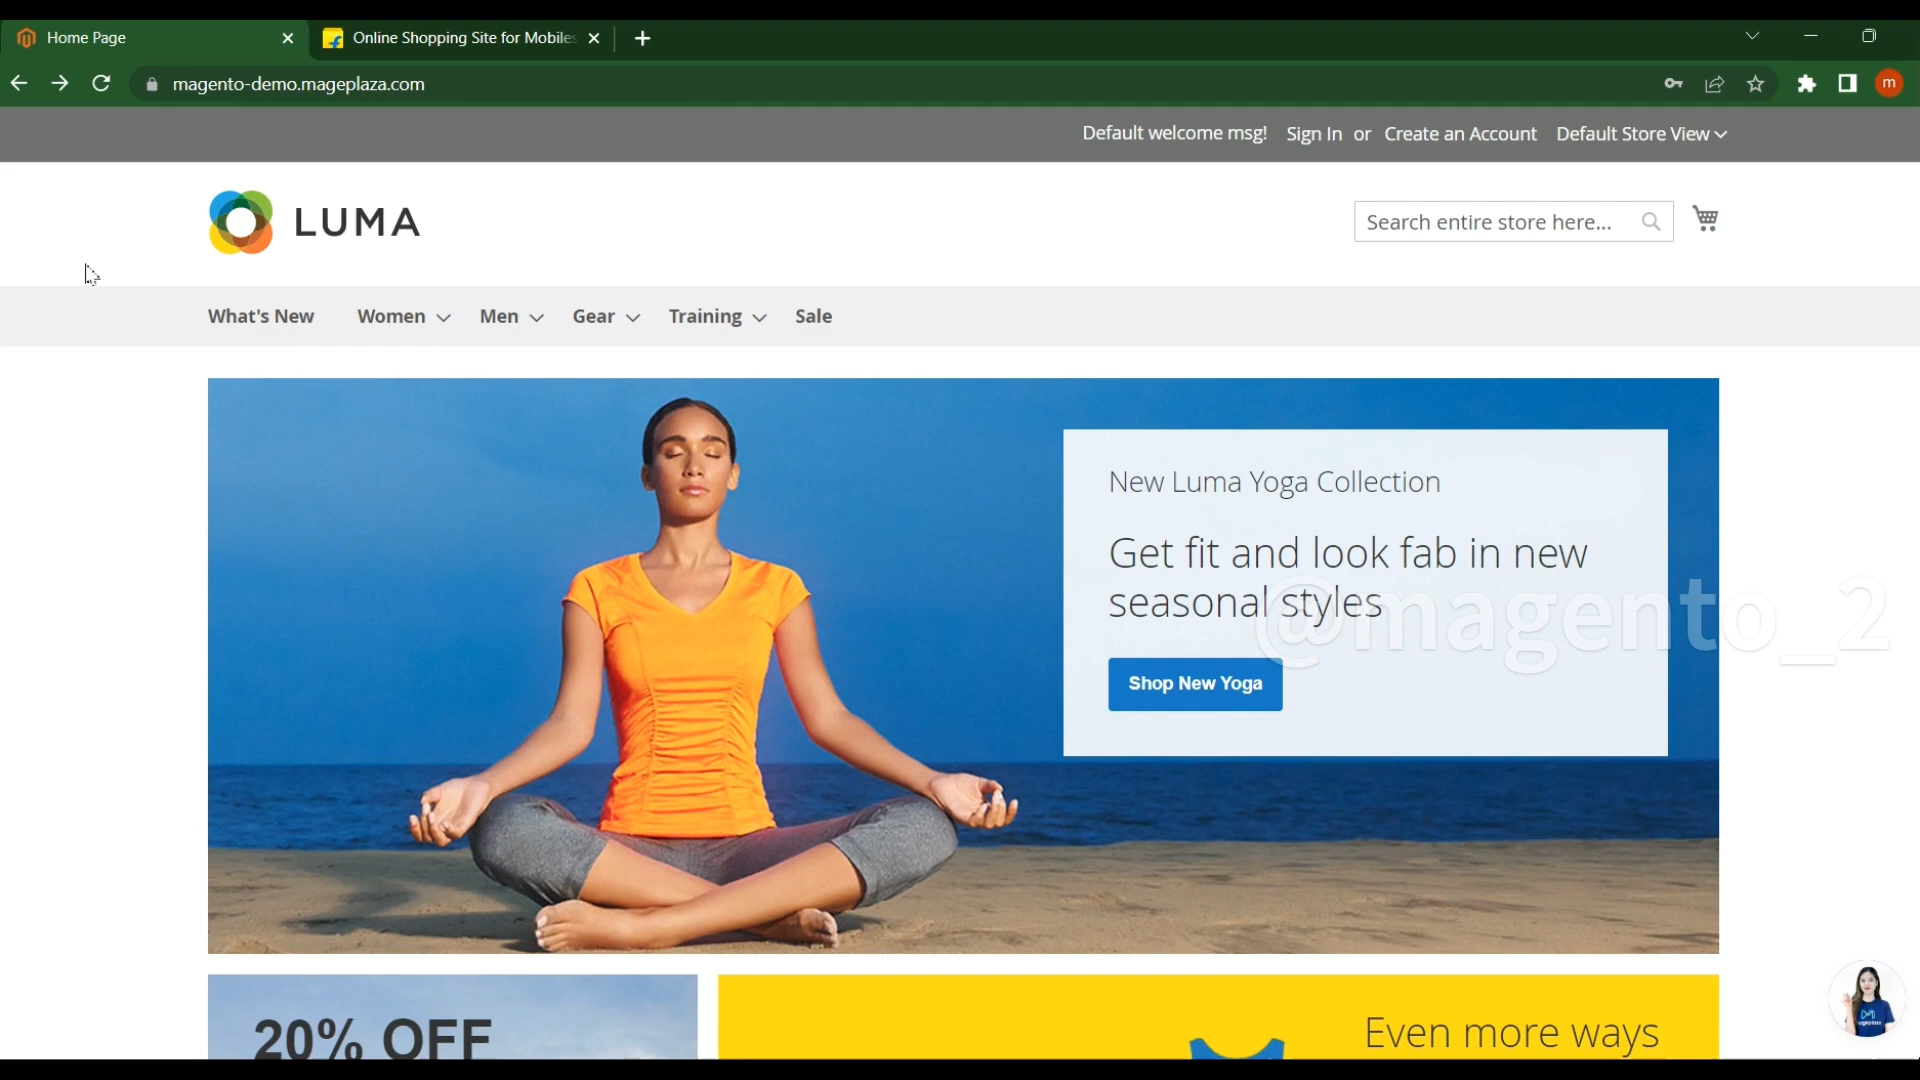 Home Page
Online Shopping Site for Mobiles
magento-demo.mageplaza.com
m
Default welcome msg! Sign In or Create an Account Default Store View
LUMA
Search entire store here...
What's New Women Men Gear Training Sale
New Luma Yoga Collection
Get fit and look fab in new
seasonal styles
@magento_2
Shop New Yoga
20% OFF
Even more ways